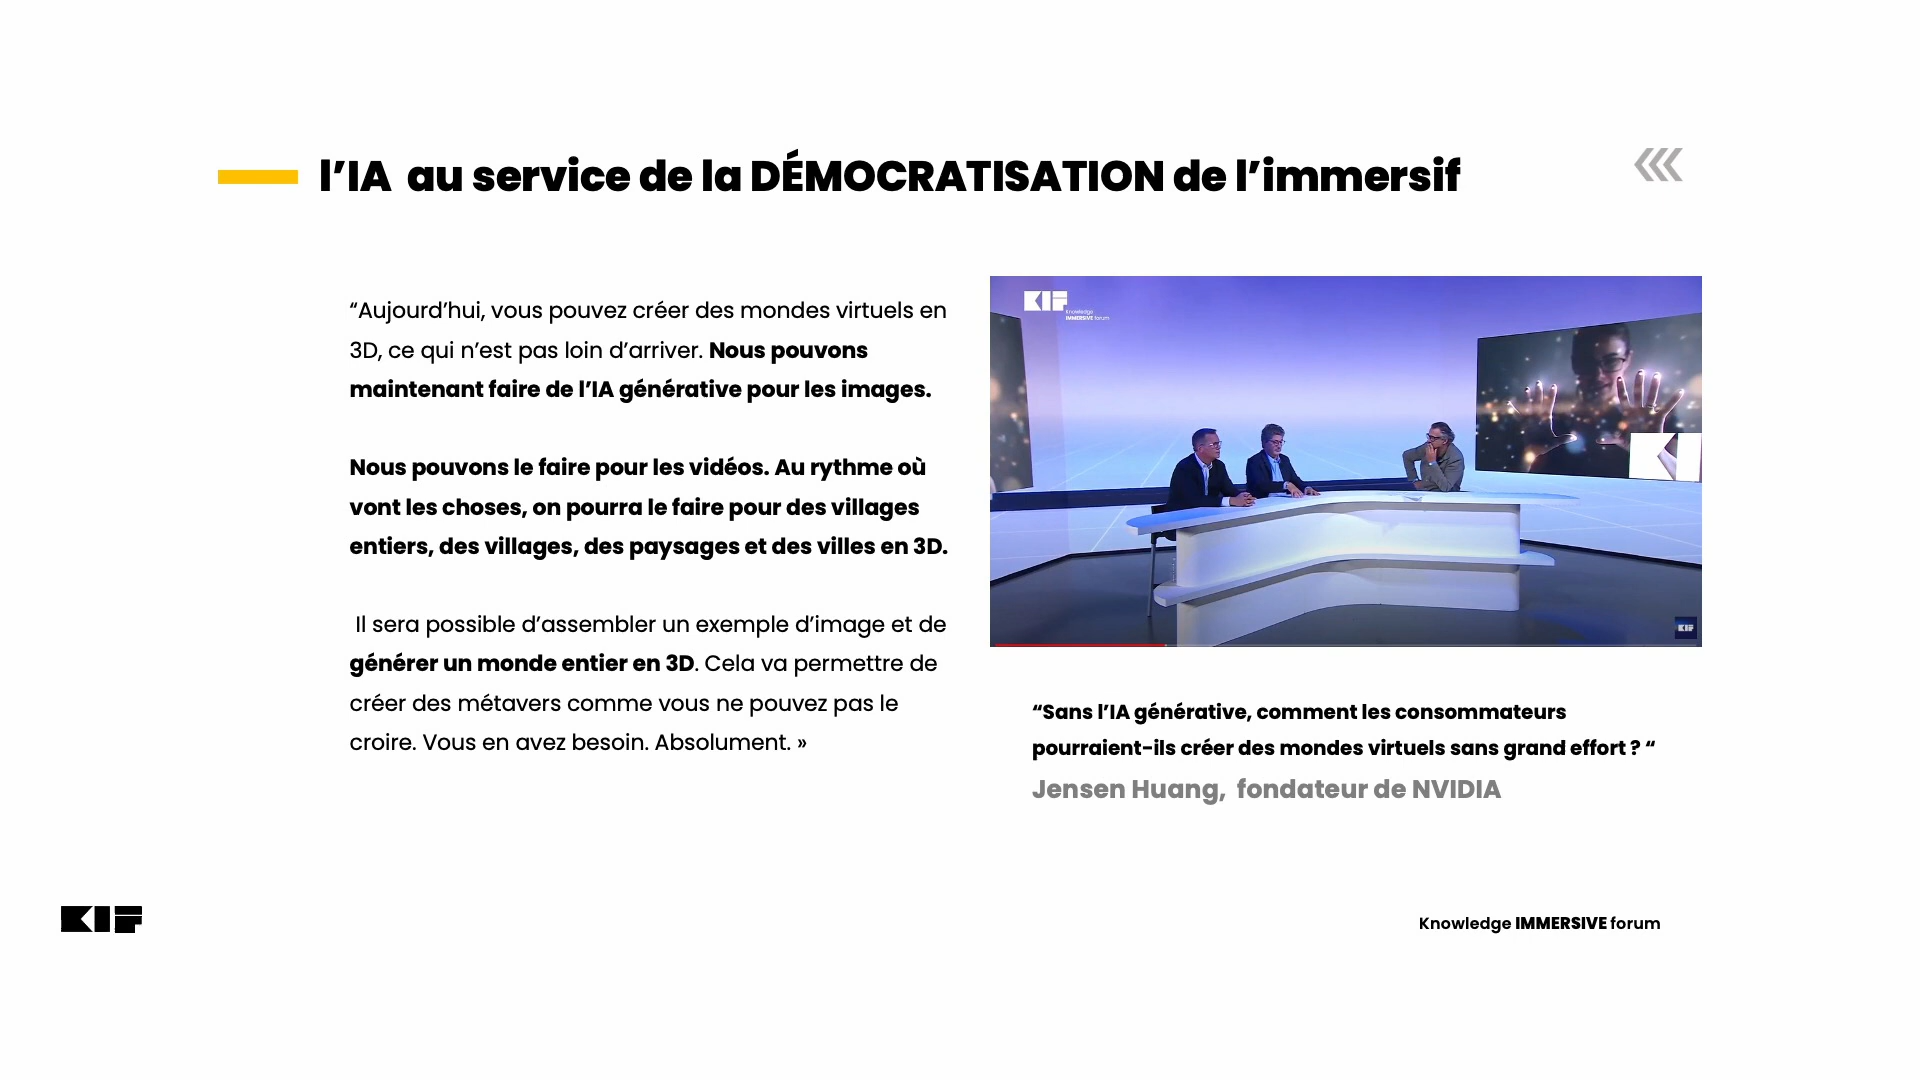 l’IA  au service de la DÉMOCRATISATION de l’immersif
“Aujourd’hui, vous pouvez créer des mondes virtuels en
3D, ce qui n’est pas loin d’arriver. Nous pouvons
maintenant faire de l’IA générative pour les images.
Nous pouvons le faire pour les vidéos. Au rythme où
vont les choses, on pourra le faire pour des villages
entiers, des villages, des paysages et des villes en 3D.
Il sera possible d’assembler un exemple d’image et de
générer un monde entier en 3D. Cela va permettre de
créer des métavers comme vous ne pouvez pas le
croire. Vous en avez besoin. Absolument. »
KIF
Knowledge
IMMERSIVE forum
KIF
“Sans l’IA générative, comment les consommateurs
pourraient-ils créer des mondes virtuels sans grand effort ? “
Jensen Huang,  fondateur de NVIDIA
KIF
Knowledge IMMERSIVE forum